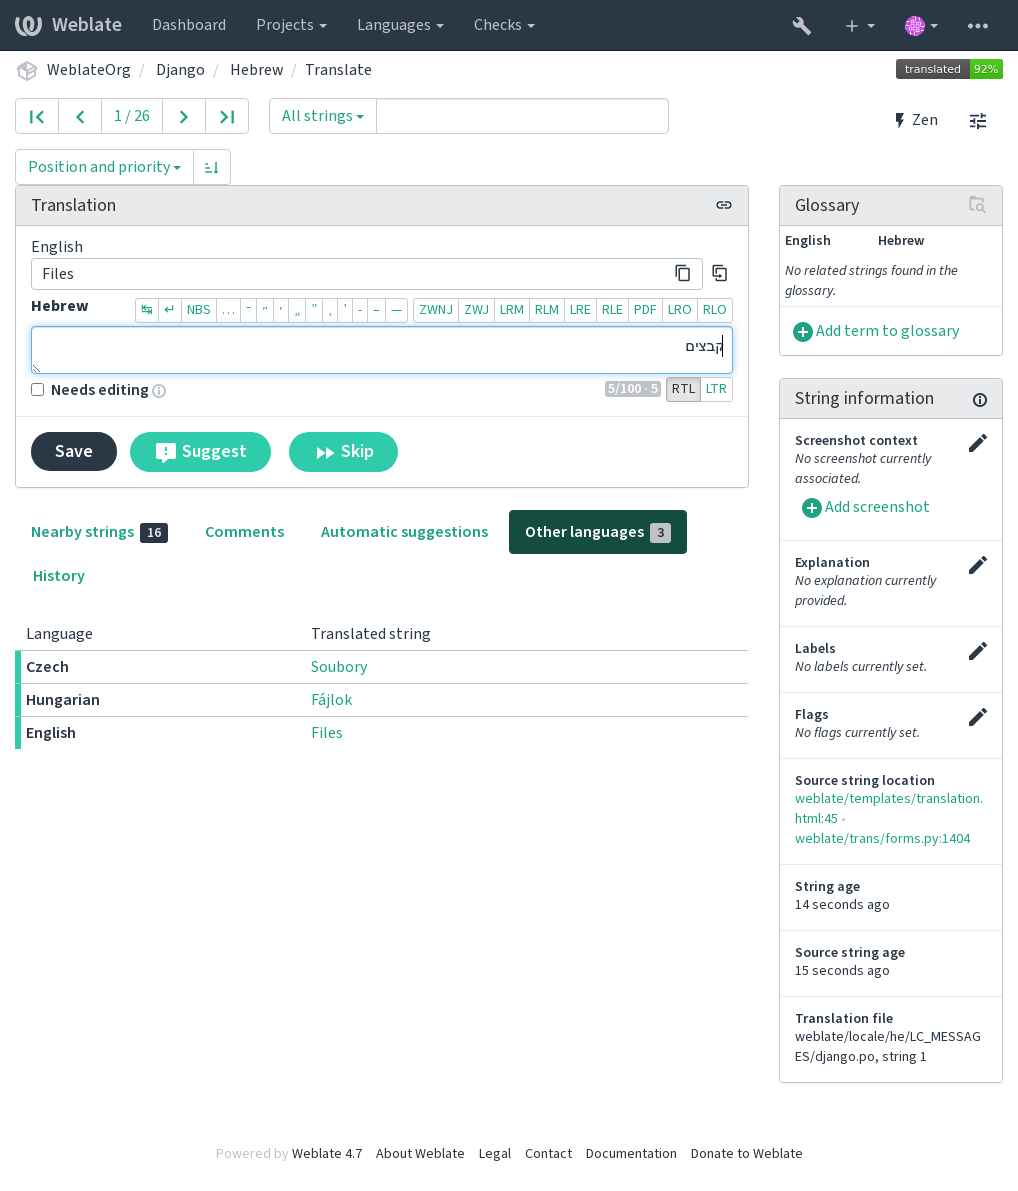 Weblate Dashboard Projects Languages Checks
WeblateOrg / Django / Hebrew / Translate
translated 92%
1 / 26
All strings
Zen
Position and priority
Translation
English
Files
Hebrew
↹ ↵ NBS … ־ ״ ׳ „ ” ‚ ’ - – — ZWNJ ZWJ LRM RLM LRE RLE PDF LRO RLO
קבצים
Needs editing
5/100 · 5 RTL LTR
Save Suggest Skip
Nearby strings 16 Comments Automatic suggestions Other languages 3
History
Language Translated string
Czech Soubory
Hungarian Fájlok
English Files
Glossary
English Hebrew
No related strings found in the
glossary.
Add term to glossary
String information
Screenshot context
No screenshot currently
associated.
Add screenshot
Explanation
No explanation currently
provided.
Labels
No labels currently set.
Flags
No flags currently set.
Source string location
weblate/templates/translation.
html:45 •
weblate/trans/forms.py:1404
String age
14 seconds ago
Source string age
15 seconds ago
Translation file
weblate/locale/he/LC_MESSAG
ES/django.po, string 1
Powered by Weblate 4.7 About Weblate Legal Contact Documentation Donate to Weblate